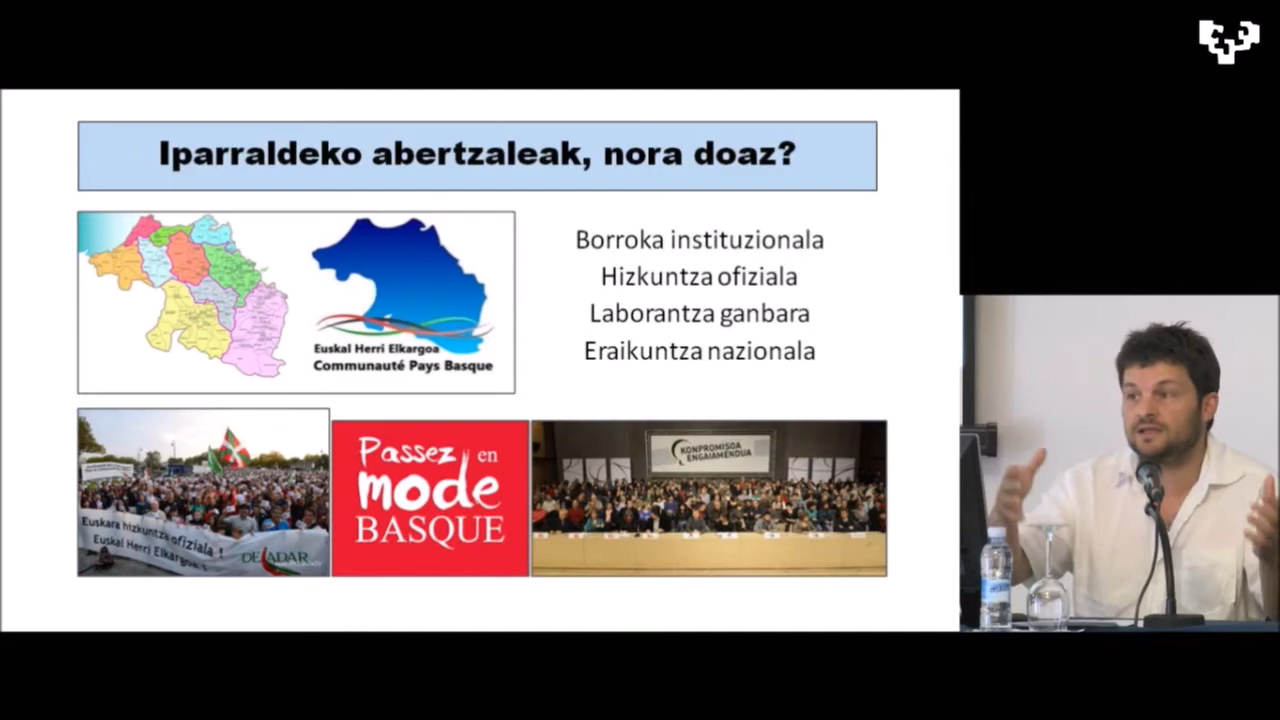 Iparraldeko abertzaleak, nora doaz?
Borroka instituzionala
Hizkuntza ofiziala
Laborantza ganbara
Eraikuntza nazionala
Euskal Herri Elkargoa
Communauté Pays Basque
Euskara hizkuntza ofiziala !
Euskal Herri Elkargoa
DEIADAR
Passez en
mode
BASQUE
KONPROMISOA
ENGAIAMENDUA